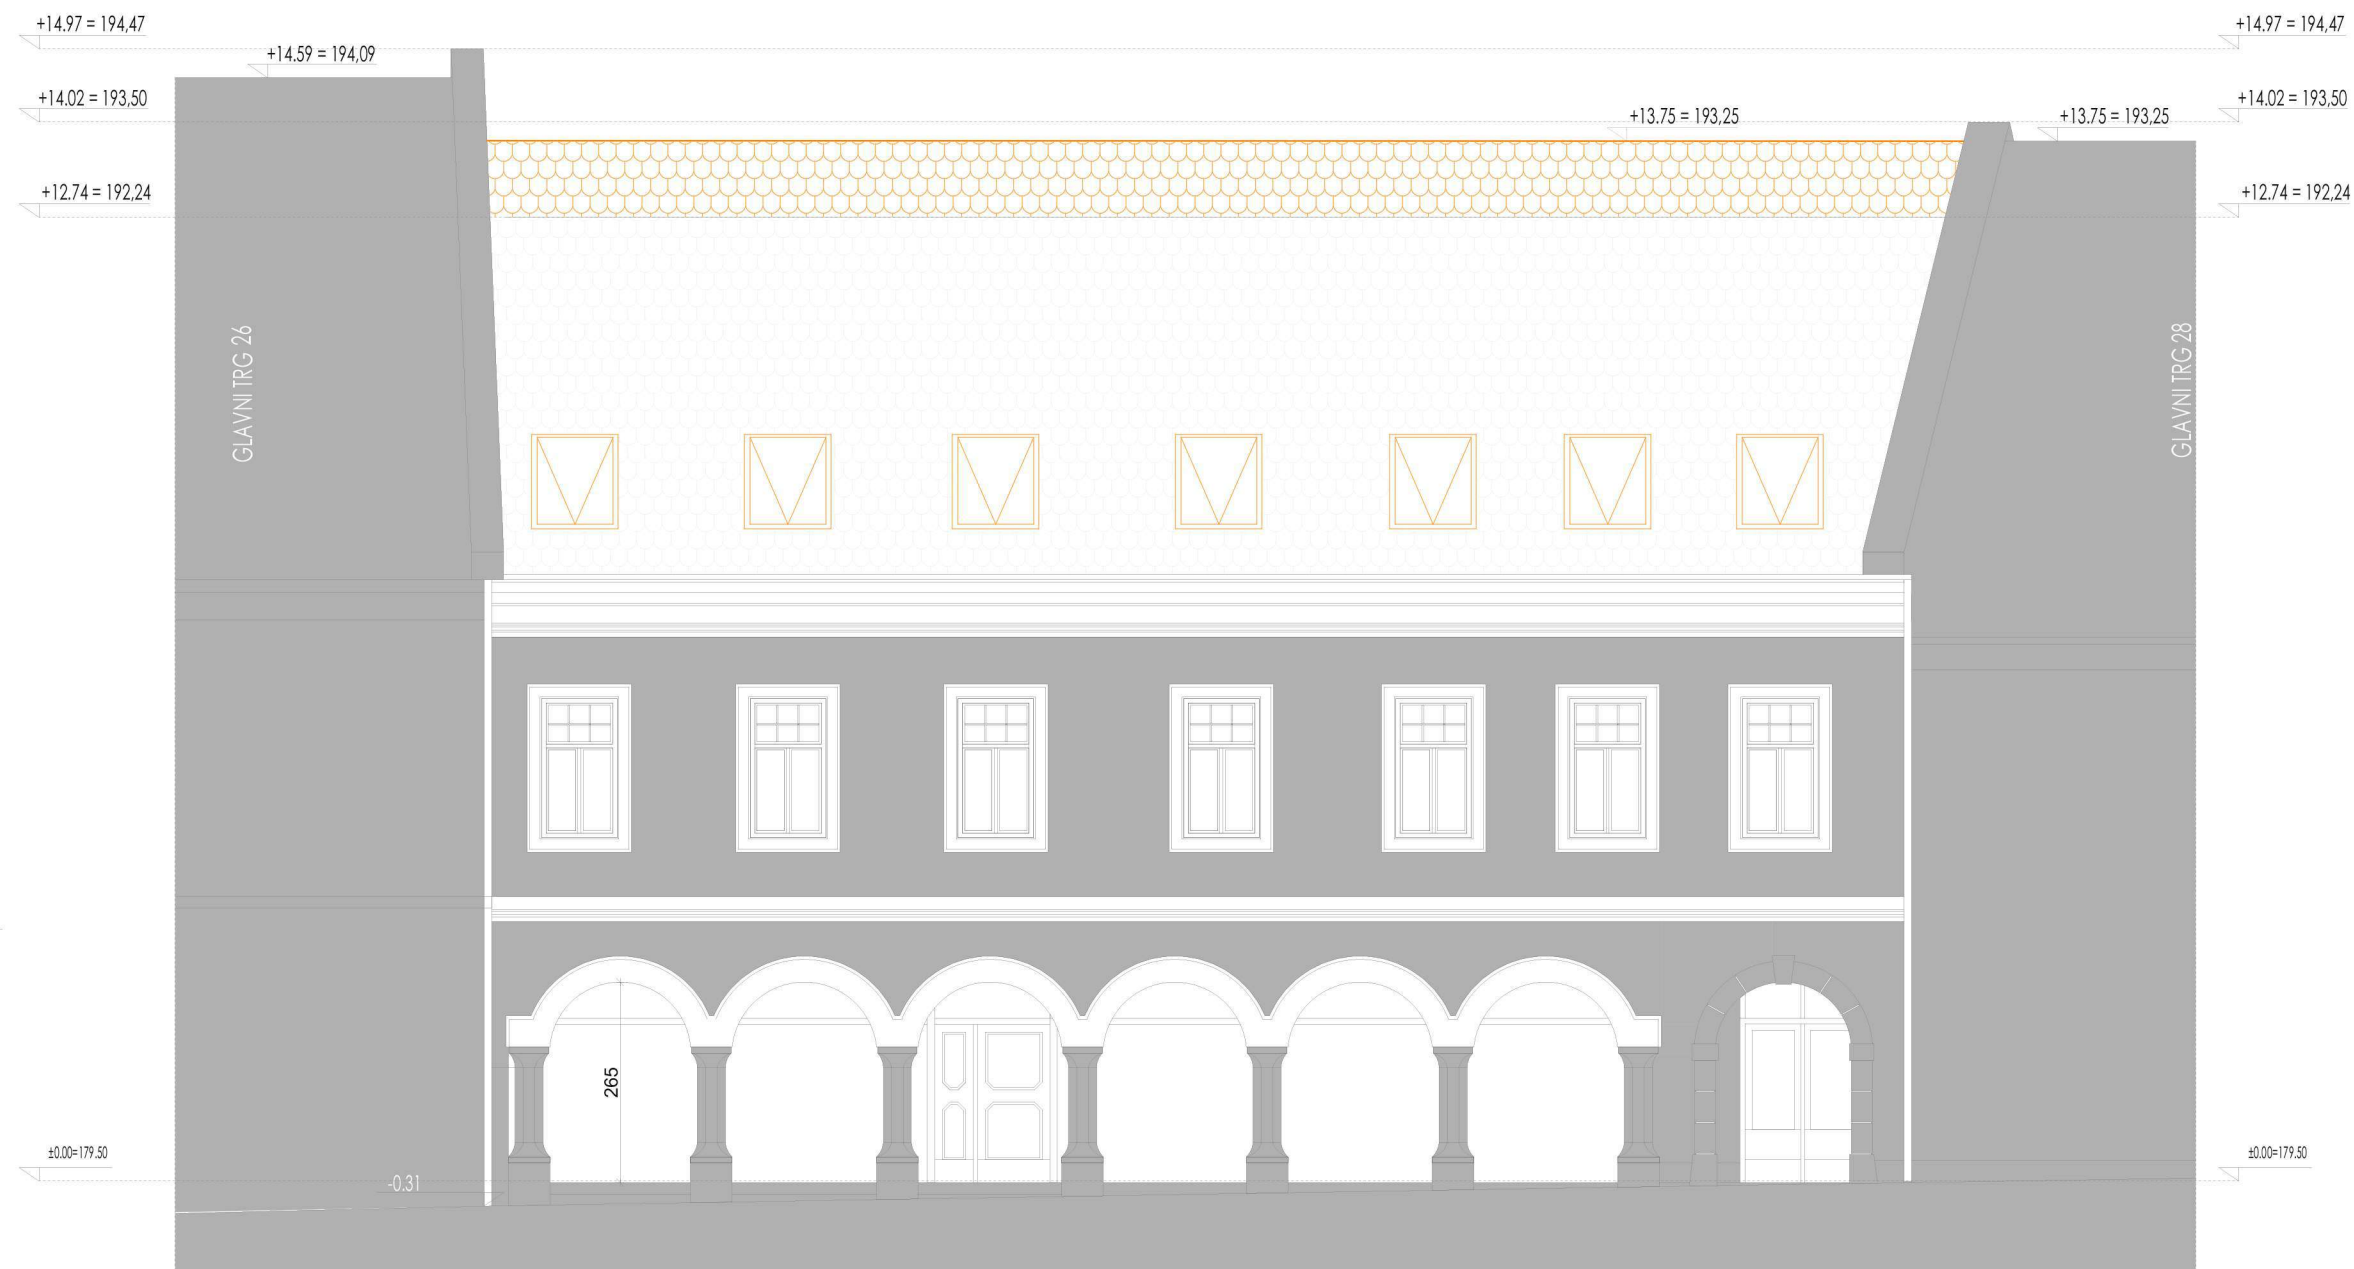 +14.97 = 194,47
+14.97 = 194,47
+14.59 = 194,09
+14.02 = 193,50
+14.02 = 193,50
+13.75 = 193,25
+13.75 = 193,25
+12.74 = 192,24
+12.74 = 192,24
GLAVNI TRG 26
GLAVNI TRG 28
265
±0.00=179.50
±0.00=179.50
-0.31